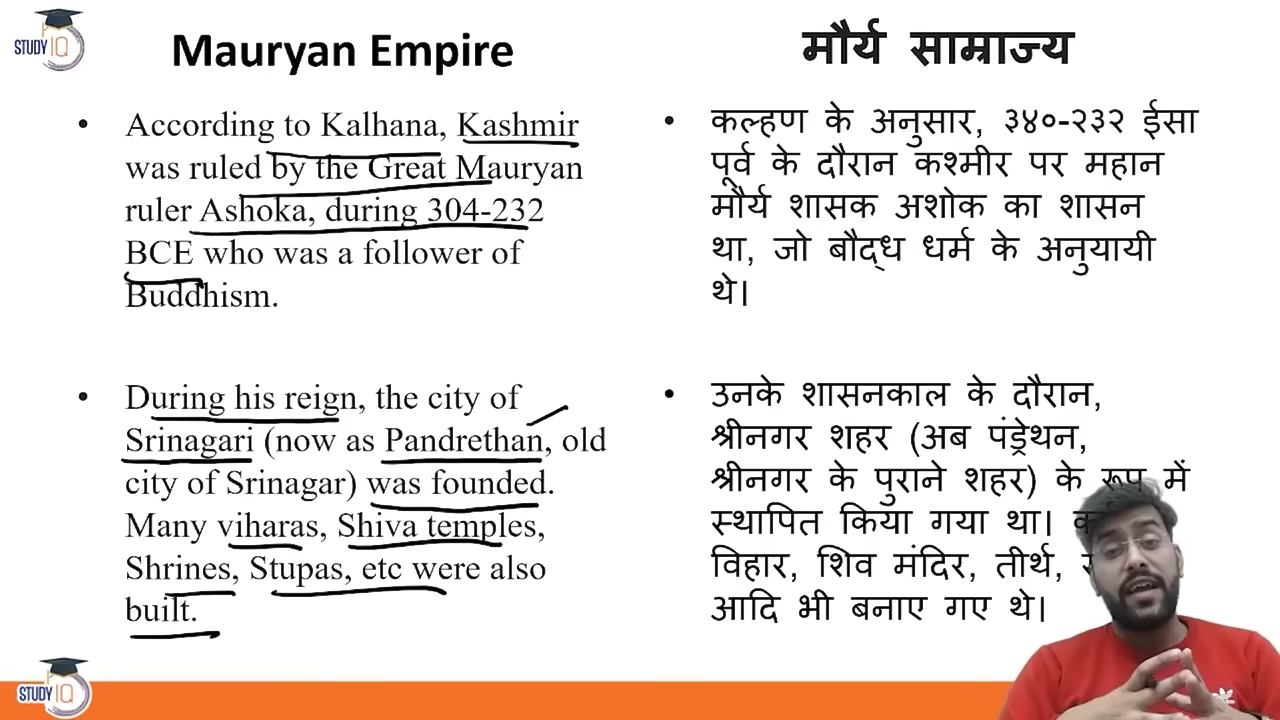 STUDY IQ
Mauryan Empire
मौर्य साम्राज्य
• According to Kalhana, Kashmir
was ruled by the Great Mauryan
ruler Ashoka, during 304-232
BCE who was a follower of
Buddhism.
• During his reign, the city of
Srinagari (now as Pandrethan, old
city of Srinagar) was founded.
Many viharas, Shiva temples,
Shrines, Stupas, etc were also
built.
• कल्हण के अनुसार, ३४०-२३२ ईसा
पूर्व के दौरान कश्मीर पर महान
मौर्य शासक अशोक का शासन
था, जो बौद्ध धर्म के अनुयायी
थे।
• उनके शासनकाल के दौरान,
श्रीनगर शहर (अब पंड्रेथन,
श्रीनगर के पुराने शहर) के रूप में
स्थापित किया गया था।
विहार, शिव मंदिर, तीर्थ,
आदि भी बनाए गए थे।
STUDY IQ